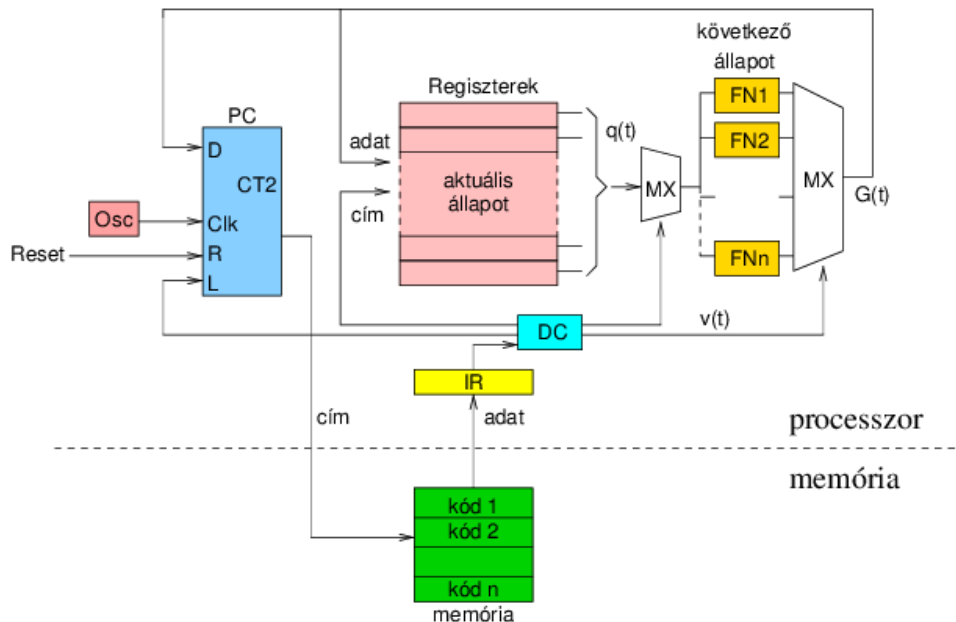 következő
állapot
Regiszterek
FN1
PC
q(t)
D
adat
FN2
CT2
MX
MX
aktuális
állapot
cím
G(t)
Osc
Clk
Reset
R
FNn
L
v(t)
DC
IR
cím
adat
processzor
memória
kód 1
kód 2
kód n
memória